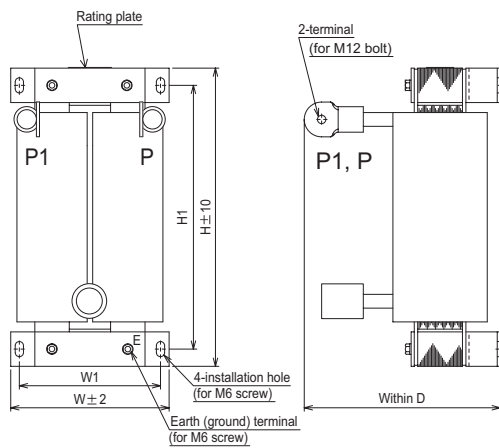 Rating plate
2-terminal
(for M12 bolt)
P1
P
P1, P
H1
H±10
E
W1
W±2
4-installation hole
(for M6 screw)
Earth (ground) terminal
(for M6 screw)
Within D